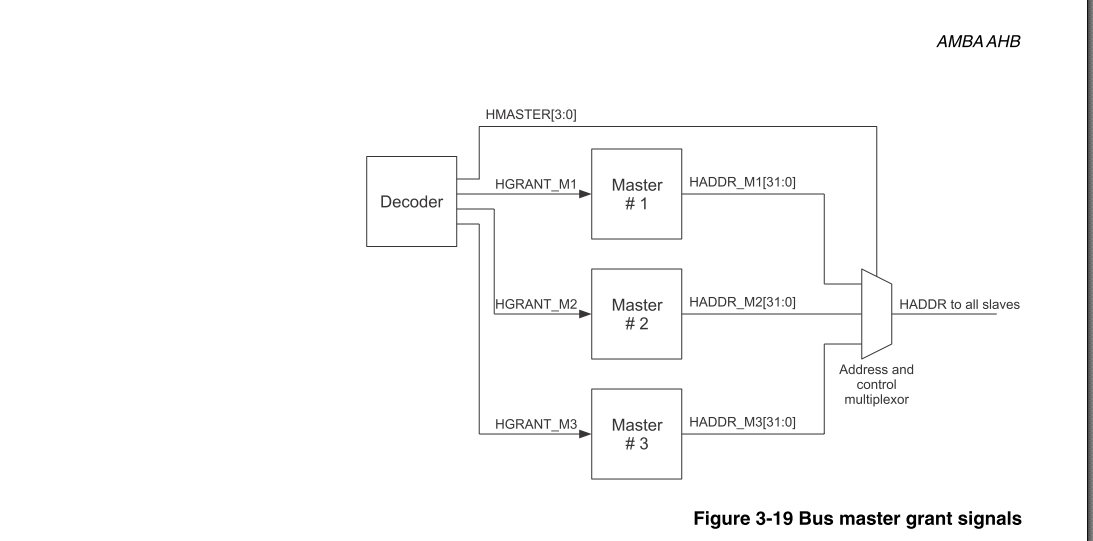 AMBA AHB
HMASTER[3:0]
Decoder
HGRANT_M1
Master
# 1
HADDR_M1[31:0]
HGRANT_M2
Master
# 2
HADDR_M2[31:0]
HADDR to all slaves
Address and
control
multiplexor
HGRANT_M3
Master
# 3
HADDR_M3[31:0]
Figure 3-19 Bus master grant signals